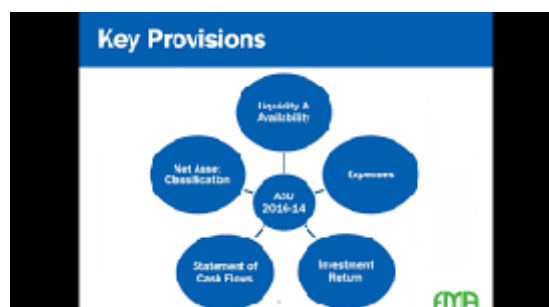 Key Provisions
Liquidity &
Availability
Net Asset
Classification
Expenses
ASU
2016-14
Statement of
Cash Flows
Investment
Return